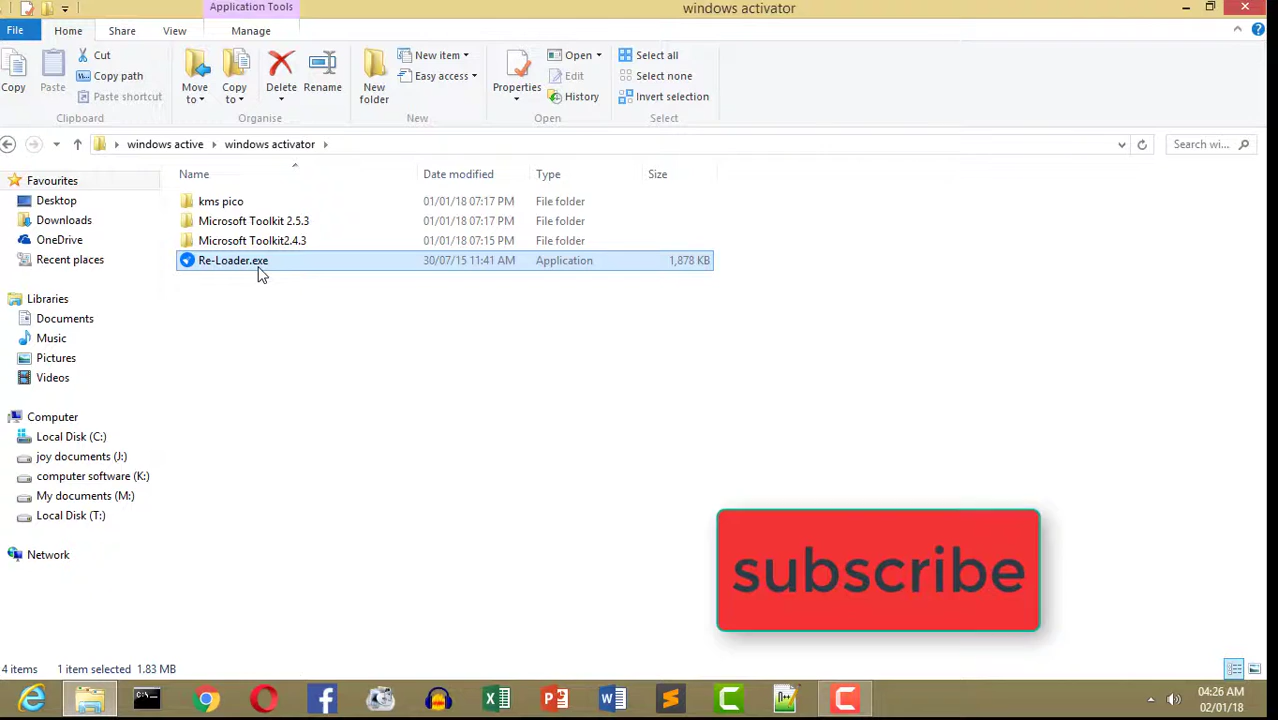 Application Tools
windows activator
File Home Share View Manage
Copy
Paste
Cut
Copy path
Paste shortcut
Clipboard
Move to
Copy to
Delete
Rename
Organise
New folder
New item
Easy access
New
Properties
Open
Edit
History
Open
Select all
Select none
Invert selection
Select
windows active windows activator
Search wi...
Name Date modified Type Size
kms pico 01/01/18 07:17 PM File folder
Microsoft Toolkit 2.5.3 01/01/18 07:17 PM File folder
Microsoft Toolkit2.4.3 01/01/18 07:15 PM File folder
Re-Loader.exe 30/07/15 11:41 AM Application 1,878 KB
Favourites
Desktop
Downloads
OneDrive
Recent places
Libraries
Documents
Music
Pictures
Videos
Computer
Local Disk (C:)
joy documents (J:)
computer software (K:)
My documents (M:)
Local Disk (T:)
Network
subscribe
4 items 1 item selected 1.83 MB
04:26 AM
02/01/18